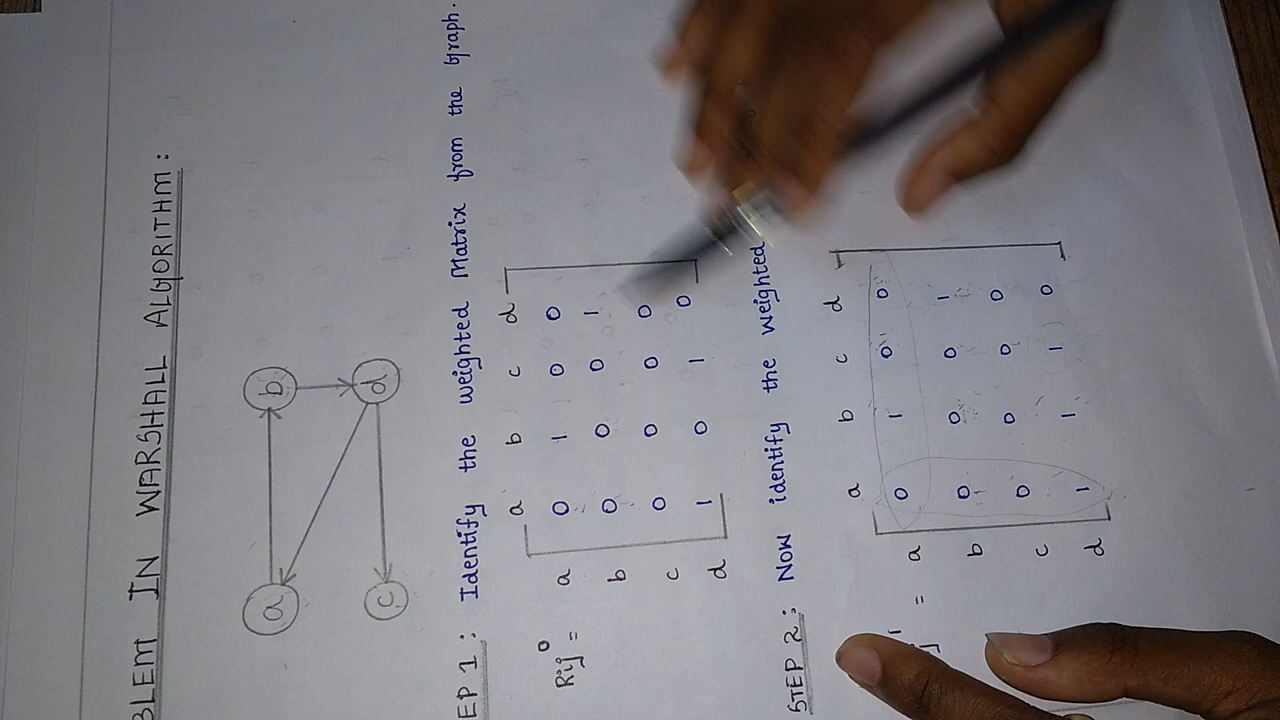 BLEM IN WARSHALL ALGORITHM:
a b
c d
EP 1: Identify the weighted Matrix from the Graph.
a b c d
a 0 1 0 0
Rij⁰ = b 0 0 0 1
c 0 0 0 0
d 1 0 1 0
STEP 2: Now identify the weighted
a b c d
a 0 1 0 0
j¹ = b 0 0 0 1
c 0 0 0 0
d 1 1 1 0